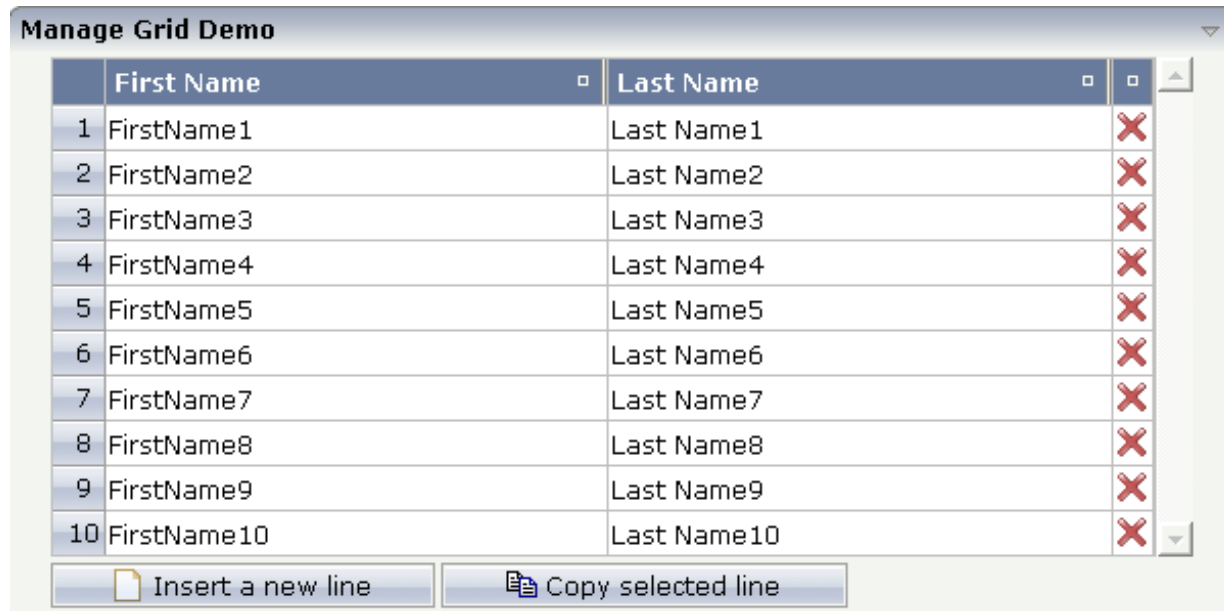 Manage Grid Demo
First Name Last Name
1 FirstName1 Last Name1
2 FirstName2 Last Name2
3 FirstName3 Last Name3
4 FirstName4 Last Name4
5 FirstName5 Last Name5
6 FirstName6 Last Name6
7 FirstName7 Last Name7
8 FirstName8 Last Name8
9 FirstName9 Last Name9
10 FirstName10 Last Name10
Insert a new line Copy selected line